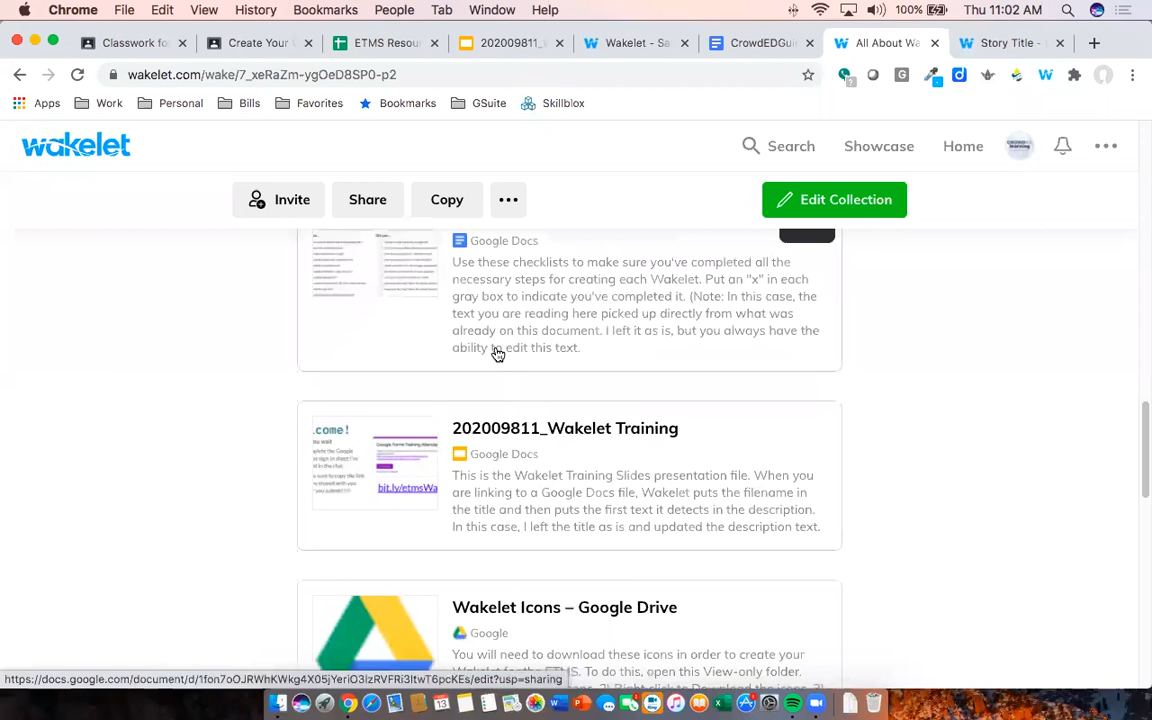 Chrome File Edit View History Bookmarks People Tab Window Help 100% Thu 11:02 AM
Classwork fo Create Your ETMS Resou 202009811_W Wakelet - Sa CrowdEDGui All About Wa Story Title -
wakelet.com/wake/7_xeRaZm-ygOeD8SP0-p2
Apps Work Personal Bills Favorites Bookmarks GSuite Skillblox
wakelet Search Showcase Home
Invite Share Copy Edit Collection
Google Docs
Use these checklists to make sure you've completed all the
necessary steps for creating each Wakelet. Put an "x" in each
gray box to indicate you've completed it. (Note: In this case, the
text you are reading here picked up directly from what was
already on this document. I left it as is, but you always have the
ability to edit this text.
202009811_Wakelet Training
Google Docs
This is the Wakelet Training Slides presentation file. When you
are linking to a Google Docs file, Wakelet puts the filename in
the title and then puts the first text it detects in the description.
In this case, I left the title as is and updated the description text.
lcome!
bit.ly/etmsWa
Wakelet Icons – Google Drive
Google
You will need to download these icons in order to create your
https://docs.google.com/document/d/1fon7oOJRWhKWkg4X05jYeriO3lzRVFRi3ltwT6pcKEs/edit?usp=sharing